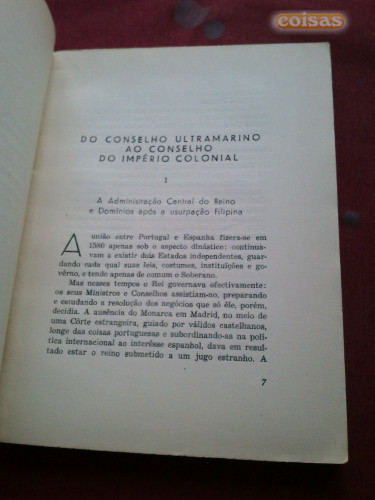 coisas
DO CONSELHO ULTRAMARINO
AO CONSELHO
DO IMPÉRIO COLONIAL
I
A Administração Central do Reino
e Domínios após a usurpação filipina
A união entre Portugal e Espanha fizera-se em
1580 apenas sob o aspecto dinástico: continua-
vam a existir dois Estados independentes, guar-
dando cada qual suas leis, costumes, instituïções e go-
vêrno, e tendo apenas de comum o Soberano.
Mas nesses tempos o Rei governava efectivamente:
os seus Ministros e Conselhos assistiam-no, preparando
e estudando a resolução dos negócios que só êle, porém,
decidia. A ausência do Monarca em Madrid, no meio de
uma Côrte estrangeira, guiado por válidos castelhanos,
longe das coisas portuguesas e subordinando-as na polí-
tica internacional ao interêsse espanhol, dava em resul-
tado estar o reino submetido a um jugo estranho. A
7